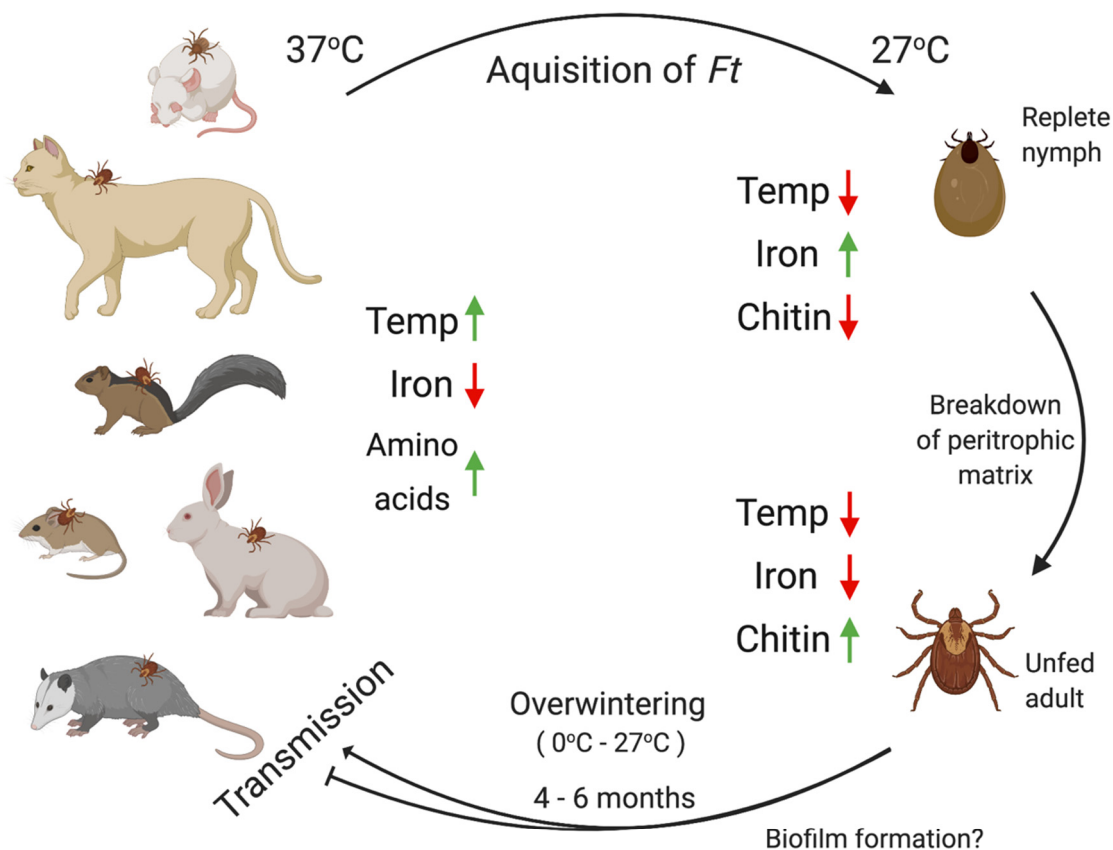 37°C
Aquisition of Ft
27°C
Replete
nymph
Temp
Iron
Chitin
Temp
Iron
Amino
acids
Breakdown
of peritrophic
matrix
Temp
Iron
Chitin
Unfed
adult
Transmission
Overwintering
( 0°C - 27°C )
4 - 6 months
Biofilm formation?